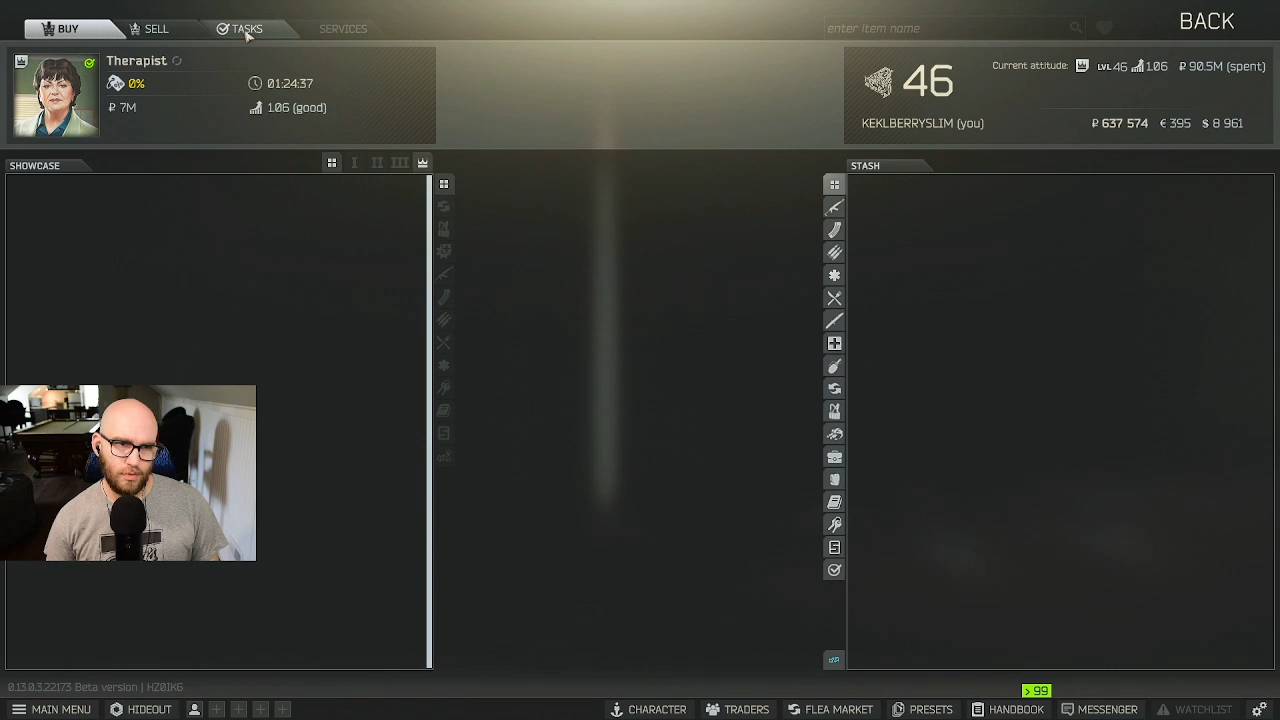 BUY SELL TASKS SERVICES enter item name BACK
Therapist
0% 01:24:37
₽ 7M 1.06 (good)
46
Current attitude: LVL 46 1.06 ₽ 90.5M (spent)
KEKLBERRYSLIM (you) ₽ 637 574 € 395 $ 8 961
SHOWCASE I II III
STASH
0.13.0.3.22173 Beta version | HZ0IK6
> 99
MAIN MENU HIDEOUT CHARACTER TRADERS FLEA MARKET PRESETS HANDBOOK MESSENGER WATCHLIST